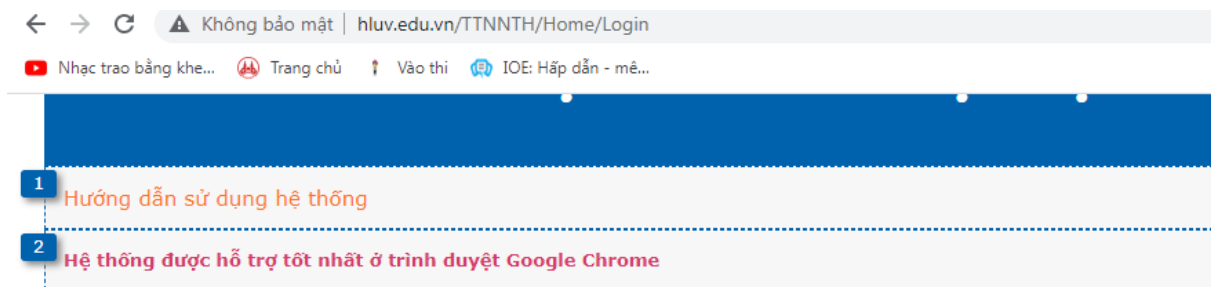 Không bảo mật | hluv.edu.vn/TTNNTH/Home/Login
Nhạc trao bằng khe... Trang chủ Vào thi IOE: Hấp dẫn - mê...
1 Hướng dẫn sử dụng hệ thống
2 Hệ thống được hỗ trợ tốt nhất ở trình duyệt Google Chrome